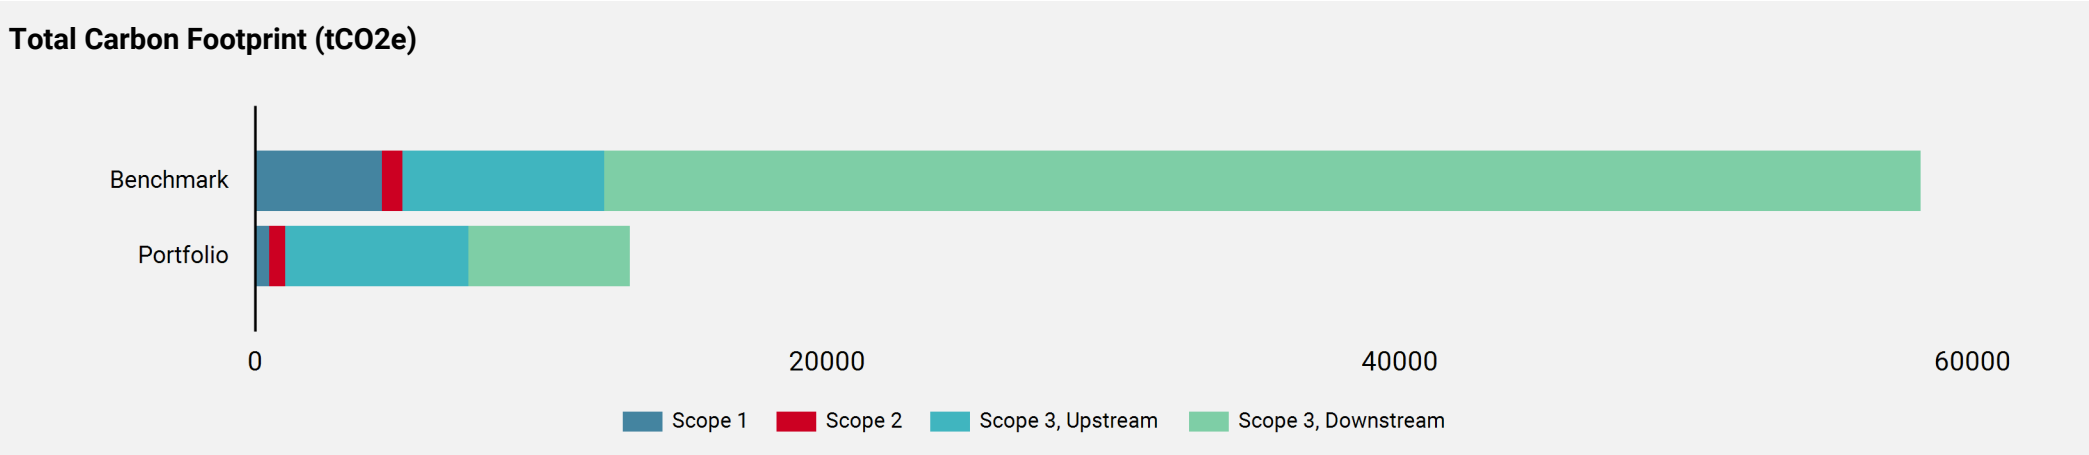 Total Carbon Footprint (tCO2e)
Benchmark
Portfolio
0 20000 40000 60000
Scope 1 Scope 2 Scope 3, Upstream Scope 3, Downstream